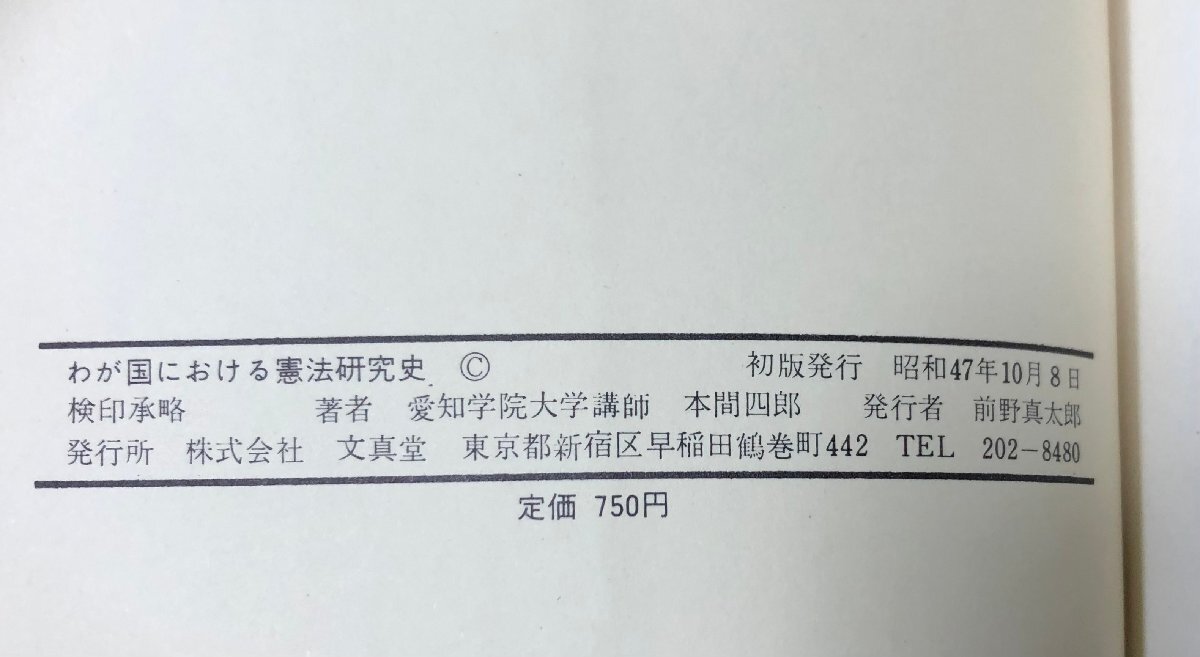 わが国における憲法研究史 Ⓒ 初版発行 昭和47年10月8日
検印承略 著者 愛知学院大学講師 本間四郎 発行者 前野真太郎
発行所 株式会社 文真堂 東京都新宿区早稲田鶴巻町442 TEL 202-8480
定価 750円